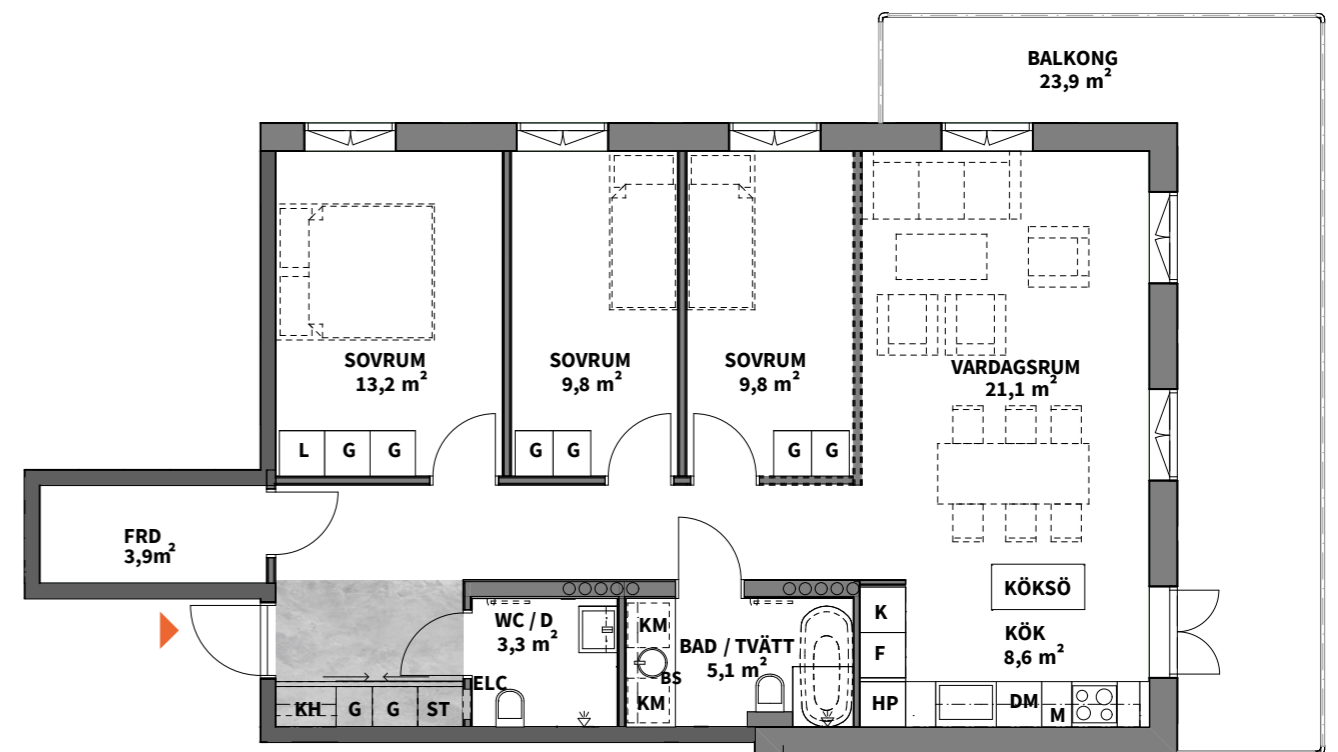 BALKONG
23,9 m²
SOVRUM
13,2 m²
SOVRUM
9,8 m²
SOVRUM
9,8 m²
VARDAGSRUM
21,1 m²
L G G
G G
G G
FRD
3,9m²
KÖKSÖ
WC / D
3,3 m²
KM
BAD / TVÄTT
5,1 m²
BS
KM
K
F
HP
KÖK
8,6 m²
DM
M
ELC
KH G G ST